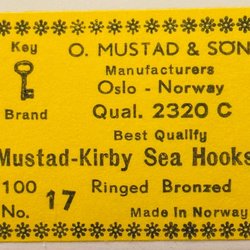 Key O. MUSTAD & SÖN
Manufacturers
Oslo - Norway
Brand Qual. 2320 C
Best Quality
Mustad-Kirby Sea Hooks
100 Ringed Bronzed
No. 17 Made in Norway